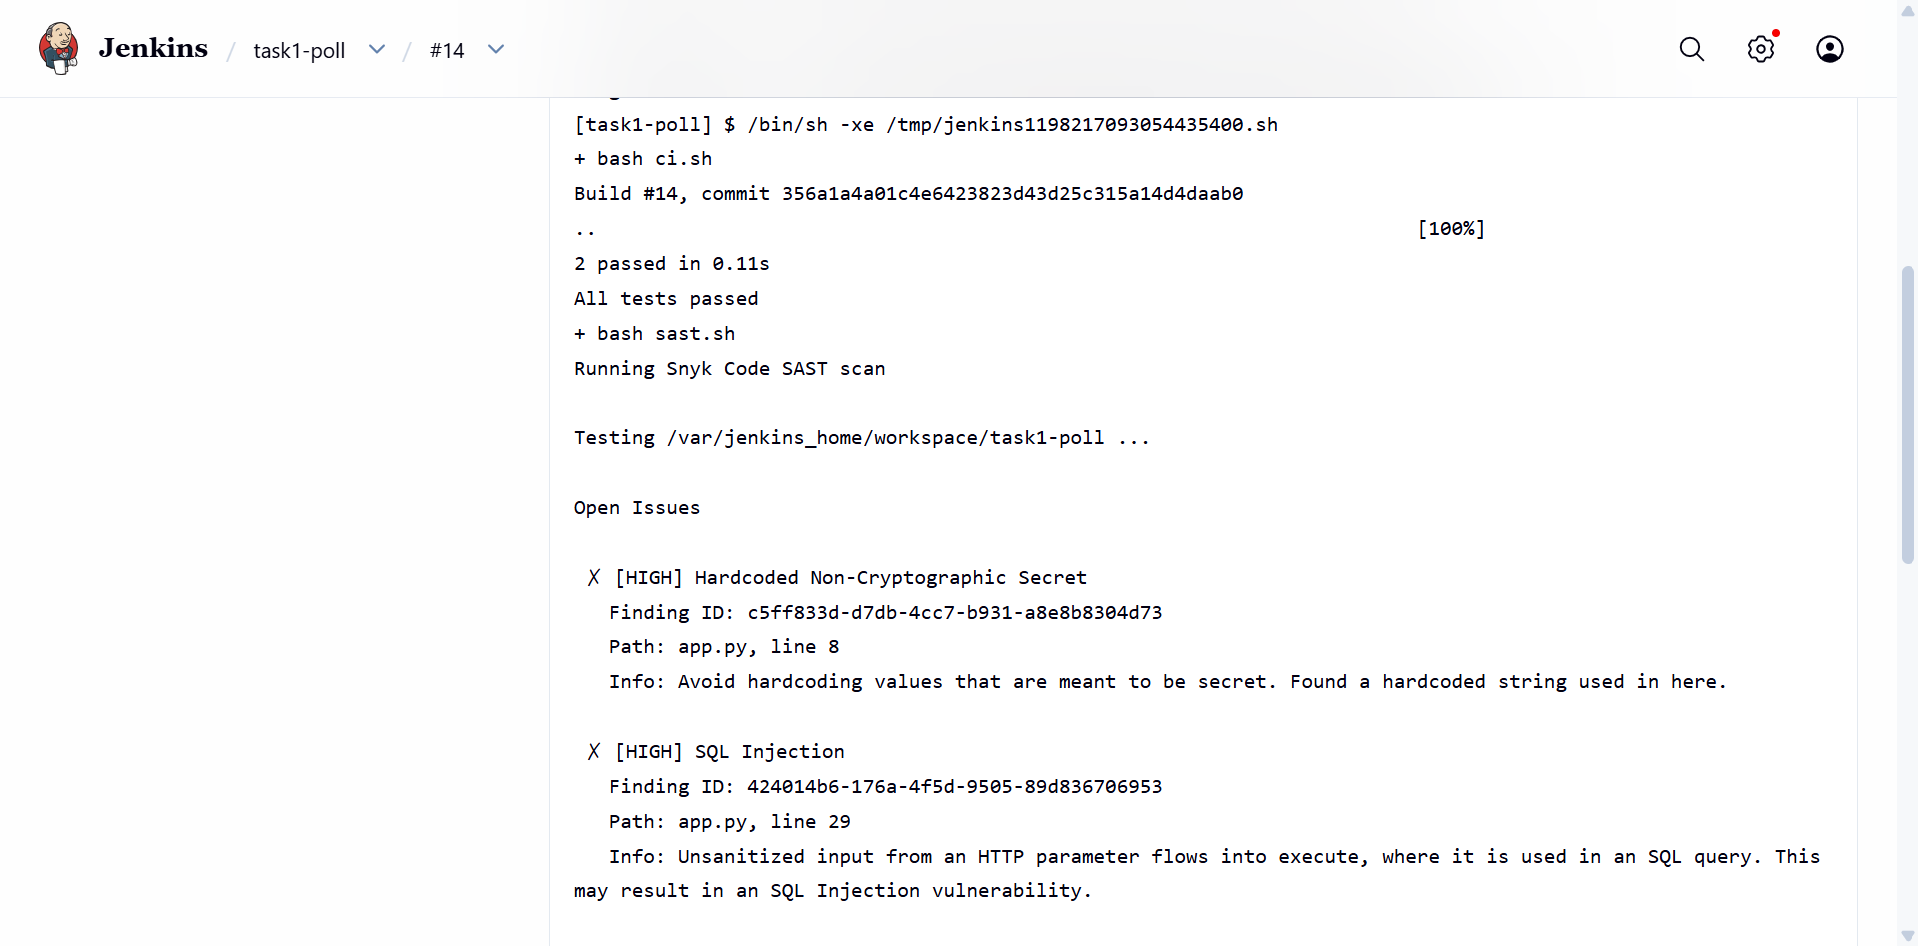 Jenkins / task1-poll / #14
[task1-poll] $ /bin/sh -xe /tmp/jenkins1198217093054435400.sh
+ bash ci.sh
Build #14, commit 356a1a4a01c4e6423823d43d25c315a14d4daab0
.. [100%]
2 passed in 0.11s
All tests passed
+ bash sast.sh
Running Snyk Code SAST scan
Testing /var/jenkins_home/workspace/task1-poll ...
Open Issues
✗ [HIGH] Hardcoded Non-Cryptographic Secret
Finding ID: c5ff833d-d7db-4cc7-b931-a8e8b8304d73
Path: app.py, line 8
Info: Avoid hardcoding values that are meant to be secret. Found a hardcoded string used in here.
✗ [HIGH] SQL Injection
Finding ID: 424014b6-176a-4f5d-9505-89d836706953
Path: app.py, line 29
Info: Unsanitized input from an HTTP parameter flows into execute, where it is used in an SQL query. This
may result in an SQL Injection vulnerability.